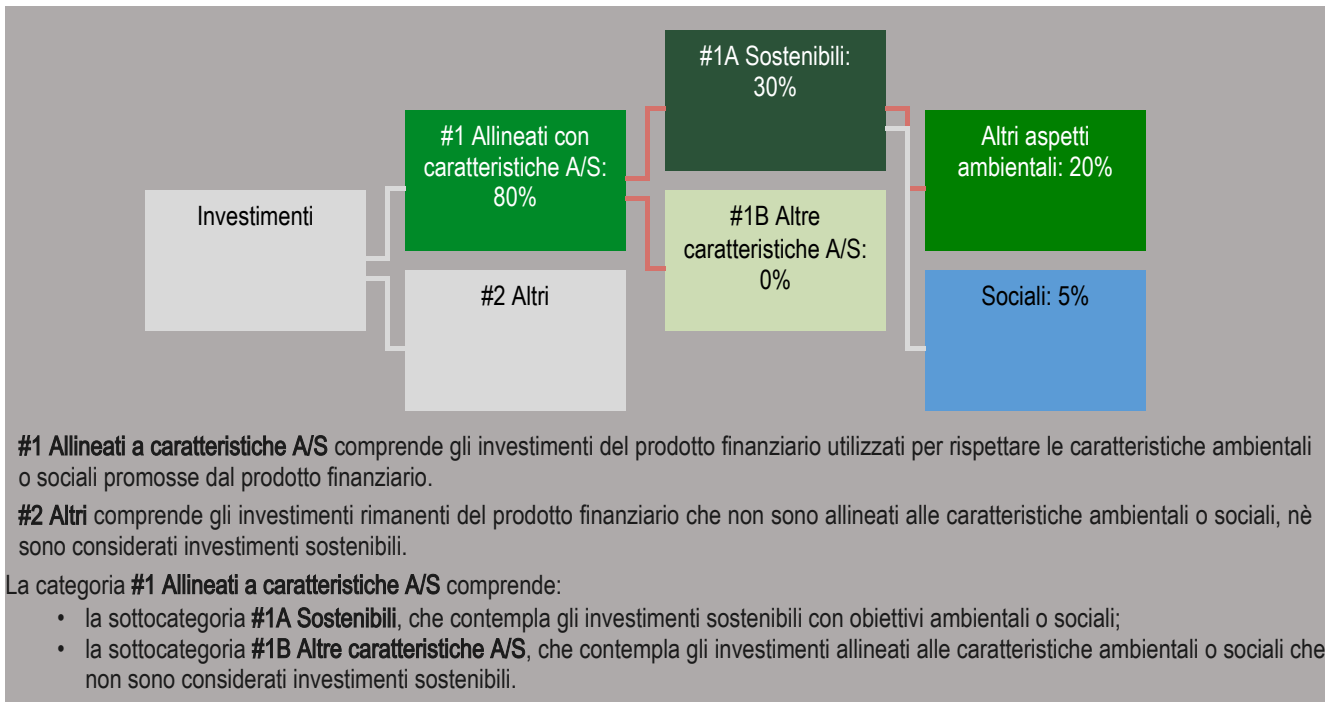 #1A Sostenibili:
30%
#1 Allineati con
caratteristiche A/S:
80%
Altri aspetti
ambientali: 20%
Investimenti
#1B Altre
caratteristiche A/S:
0%
#2 Altri
Sociali: 5%
#1 Allineati a caratteristiche A/S comprende gli investimenti del prodotto finanziario utilizzati per rispettare le caratteristiche ambientali
o sociali promosse dal prodotto finanziario.
#2 Altri comprende gli investimenti rimanenti del prodotto finanziario che non sono allineati alle caratteristiche ambientali o sociali, nè
sono considerati investimenti sostenibili.
La categoria #1 Allineati a caratteristiche A/S comprende:
• la sottocategoria #1A Sostenibili, che contempla gli investimenti sostenibili con obiettivi ambientali o sociali;
• la sottocategoria #1B Altre caratteristiche A/S, che contempla gli investimenti allineati alle caratteristiche ambientali o sociali che
non sono considerati investimenti sostenibili.